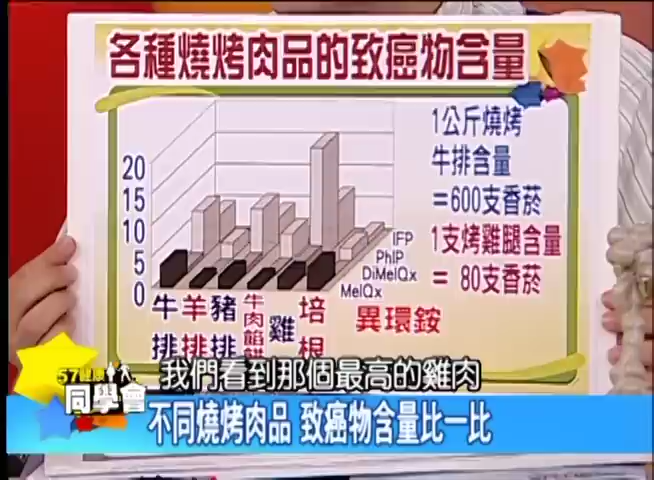 各種燒烤肉品的致癌物含量
20
15
10
5
0
IFP
PhIP
DiMelQx
MelQx
牛排
羊排
豬排
牛肉餡餅
雞
培根
異環銨
1公斤燒烤
牛排含量
=600支香菸
1支烤雞腿含量
= 80支香菸
我們看到那個最高的雞肉
57
同學會
不同燒烤肉品 致癌物含量比一比